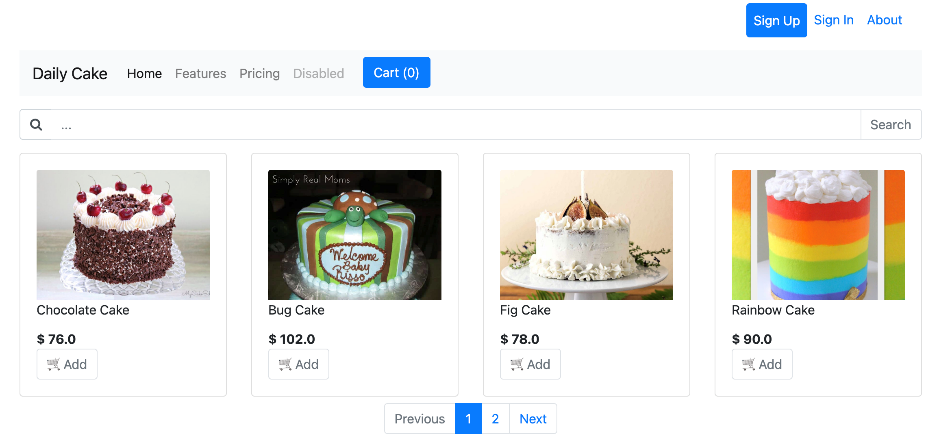 Sign Up Sign In About
Daily Cake Home Features Pricing Disabled Cart (0)
... Search
Simply Real Moms
Welcome
Baby
Risso
Chocolate Cake
Bug Cake
Fig Cake
Rainbow Cake
$ 76.0
$ 102.0
$ 78.0
$ 90.0
Add
Add
Add
Add
Previous 1 2 Next